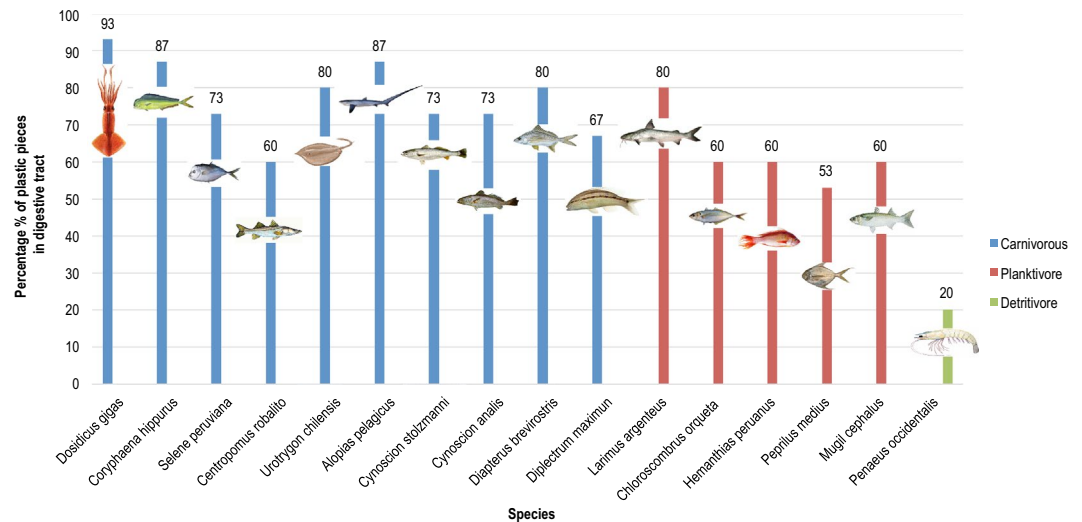 Percentage % of plastic pieces
in digestive tract
100
90
80
70
60
50
40
30
20
10
0
93
87
73
60
80
87
73
73
80
67
80
60
60
53
60
20
Carnivorous
Planktivore
Detritivore
Dosidicus gigas
Coryphaena hippurus
Selene peruviana
Centropomus robalito
Urotrygon chilensis
Alopias pelagicus
Cynoscion stolzmanni
Cynoscion analis
Diapterus brevirostris
Diplectrum maximun
Larimus argenteus
Chloroscombrus orqueta
Hemanthias peruanus
Peprilus medius
Mugil cephalus
Penaeus occidentalis
Species